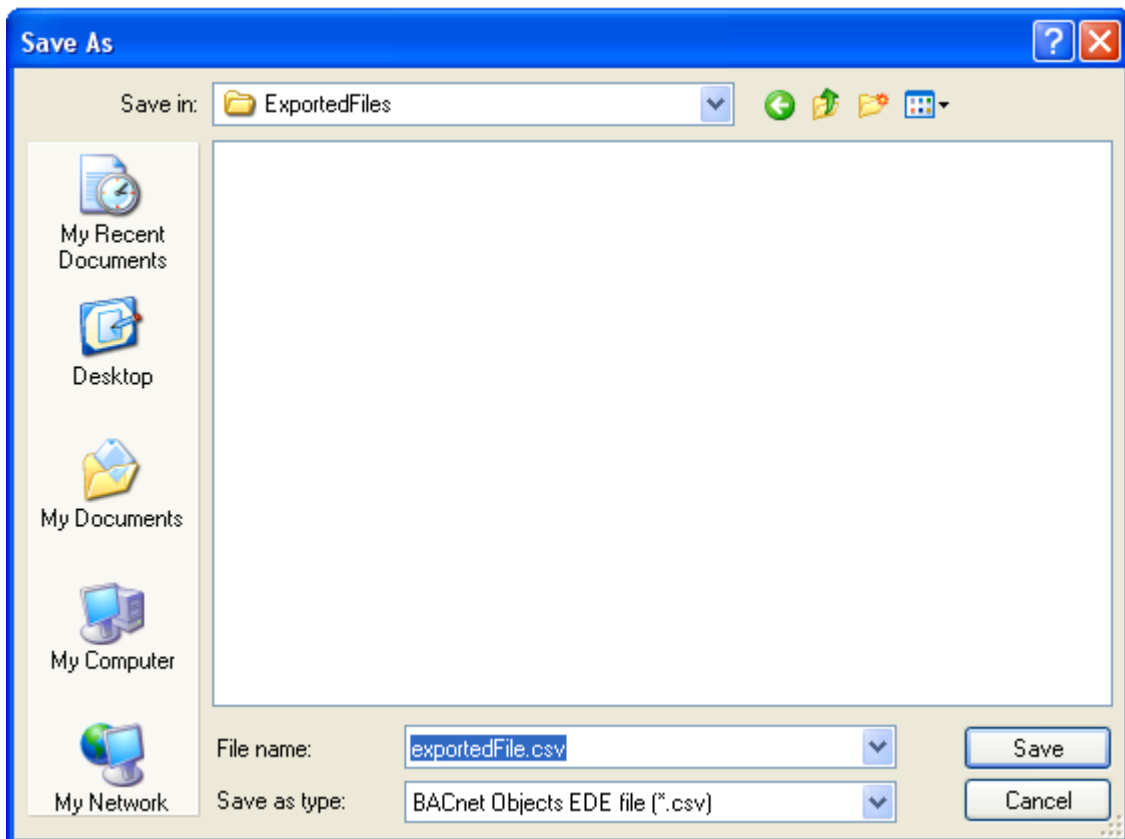 Save As
Save in:
ExportedFiles
My Recent
Documents
Desktop
My Documents
My Computer
My Network
File name:
exportedFile.csv
Save
Save as type:
BACnet Objects EDE file (*.csv)
Cancel